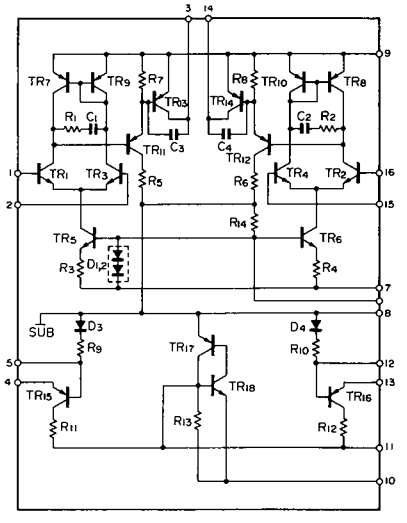 3 14
9
TR7 TR9 R7 TR13 TR14 R8 TR10 TR8
R1 C1 C3 C4 C2 R2
TR11 TR12
1 TR1 TR3 R5 R6 TR4 TR2 16
2 15
R14
TR5 D1,2 TR6
R3 R4
7
SUB 8
D3 TR17 D4
5 R9 R10 12
4 TR15 TR18 TR16 13
R11 R13 R12
11
10